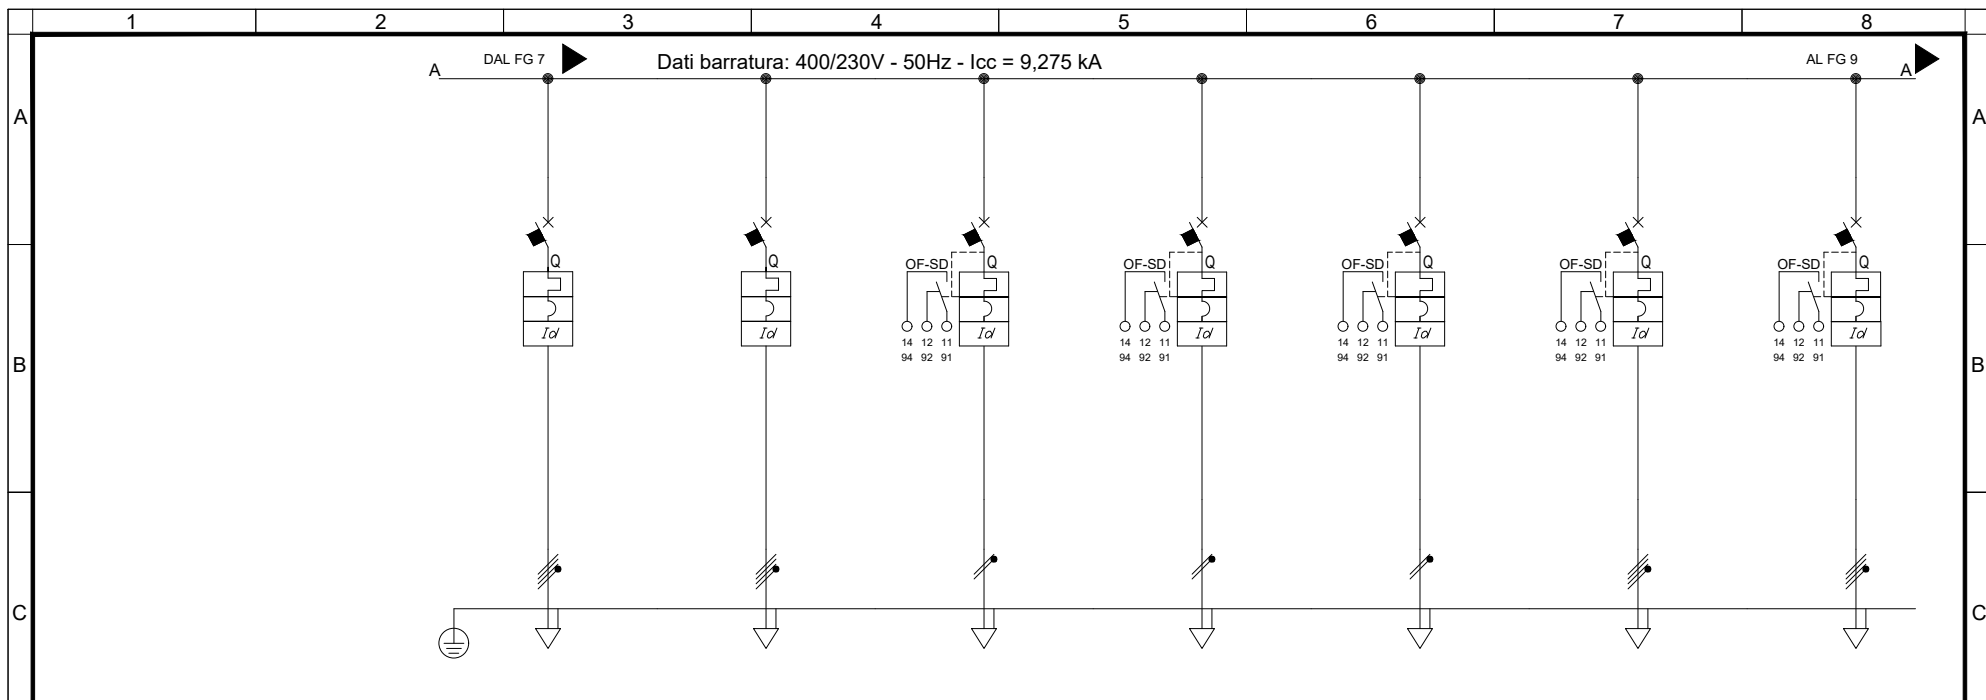 1 2 3 4 5 6 7 8
DAL FG 7 Dati barratura: 400/230V - 50Hz - Icc = 9,275 kA AL FG 9
A A
A A
Q Q OF-SD Q OF-SD Q OF-SD Q OF-SD Q OF-SD Q
Id Id Id Id Id Id Id
14 12 11 14 12 11 14 12 11 14 12 11 14 12 11
94 92 91 94 92 91 94 92 91 94 92 91 94 92 91
B B
C C